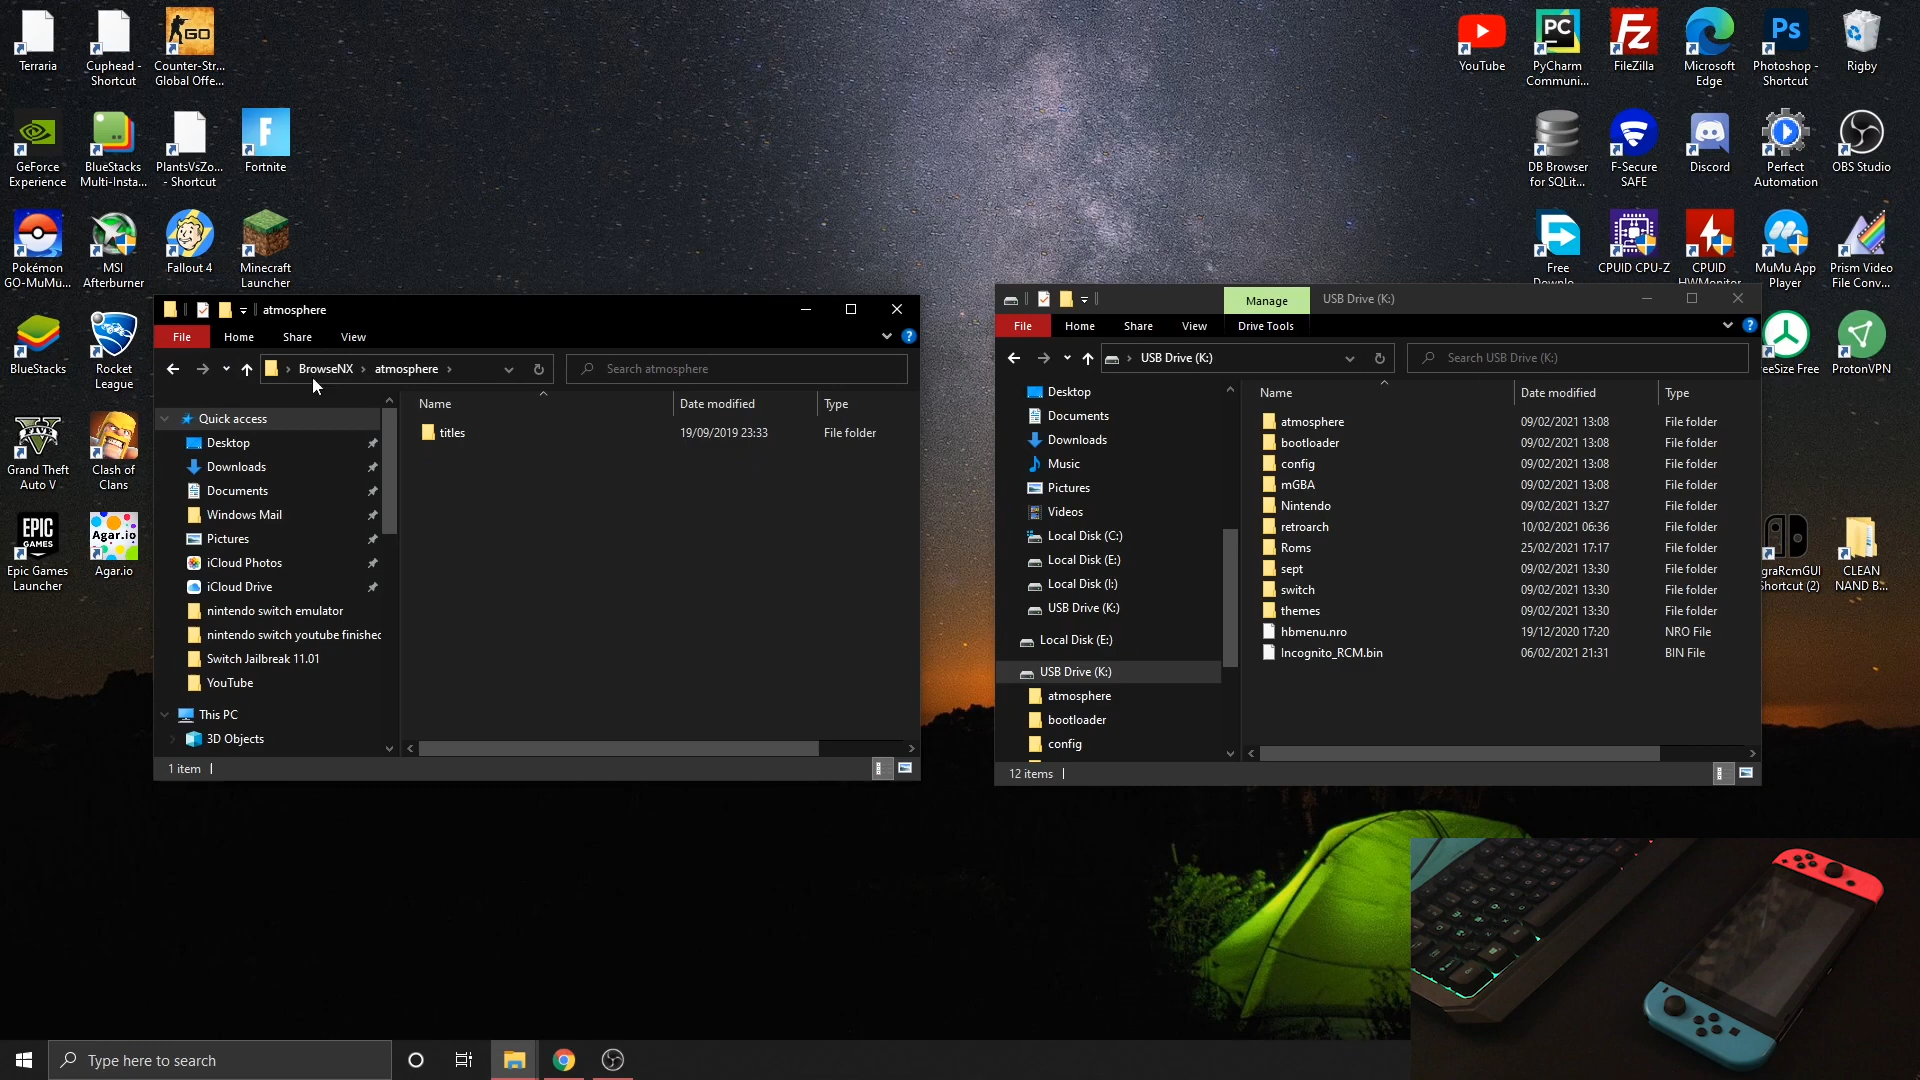 Terraria
Cuphead -
Shortcut
Counter-Str...
Global Offe...
GO
YouTube
PyCharm
Communi...
PC
FileZilla
Fz
Microsoft
Edge
Photoshop -
Shortcut
Ps
Rigby
GeForce
Experience
BlueStacks
Multi-Insta...
PlantsVsZo...
- Shortcut
Fortnite
F
DB Browser
for SQLit...
F-Secure
SAFE
Discord
Perfect
Automation
OBS Studio
Pokémon
GO-MuMu...
MSI
Afterburner
Fallout 4
Minecraft
Launcher
Free
Downlo...
CPUID CPU-Z
CPUID
HWMonitor
MuMu App
Player
Prism Video
File Conv...
BlueStacks
Rocket
League
eeSize Free
ProtonVPN
Grand Theft
Auto V
Clash of
Clans
Epic Games
Launcher
EPIC
GAMES
Agar.io
Agar.io
graRcmGUI
Shortcut (2)
CLEAN
NAND B...
atmosphere
File Home Share View
BrowseNX atmosphere
Search atmosphere
Name Date modified Type
titles 19/09/2019 23:33 File folder
Quick access
Desktop
Downloads
Documents
Windows Mail
Pictures
iCloud Photos
iCloud Drive
nintendo switch emulator
nintendo switch youtube finished
Switch Jailbreak 11.01
YouTube
This PC
3D Objects
1 item
Manage USB Drive (K:)
File Home Share View Drive Tools
USB Drive (K:)
Search USB Drive (K:)
Desktop
Documents
Downloads
Music
Pictures
Videos
Local Disk (C:)
Local Disk (E:)
Local Disk (I:)
USB Drive (K:)
Local Disk (E:)
USB Drive (K:)
atmosphere
bootloader
config
Name Date modified Type
atmosphere 09/02/2021 13:08 File folder
bootloader 09/02/2021 13:08 File folder
config 09/02/2021 13:08 File folder
mGBA 09/02/2021 13:08 File folder
Nintendo 09/02/2021 13:27 File folder
retroarch 10/02/2021 06:36 File folder
Roms 25/02/2021 17:17 File folder
sept 09/02/2021 13:30 File folder
switch 09/02/2021 13:30 File folder
themes 09/02/2021 13:30 File folder
hbmenu.nro 19/12/2020 17:20 NRO File
Incognito_RCM.bin 06/02/2021 21:31 BIN File
12 items
Type here to search